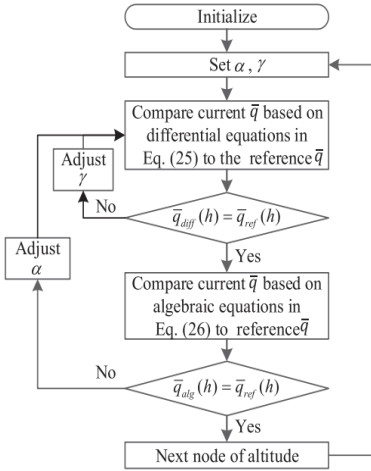 Initialize
Set α , γ
Compare current q̅ based on
differential equations in
Eq. (25) to the reference q̅
Adjust
γ
No
q̅diff(h) = q̅ref(h)
Yes
Adjust
α
Compare current q̅ based on
algebraic equations in
Eq. (26) to reference q̅
No
q̅alg(h) = q̅ref(h)
Yes
Next node of altitude